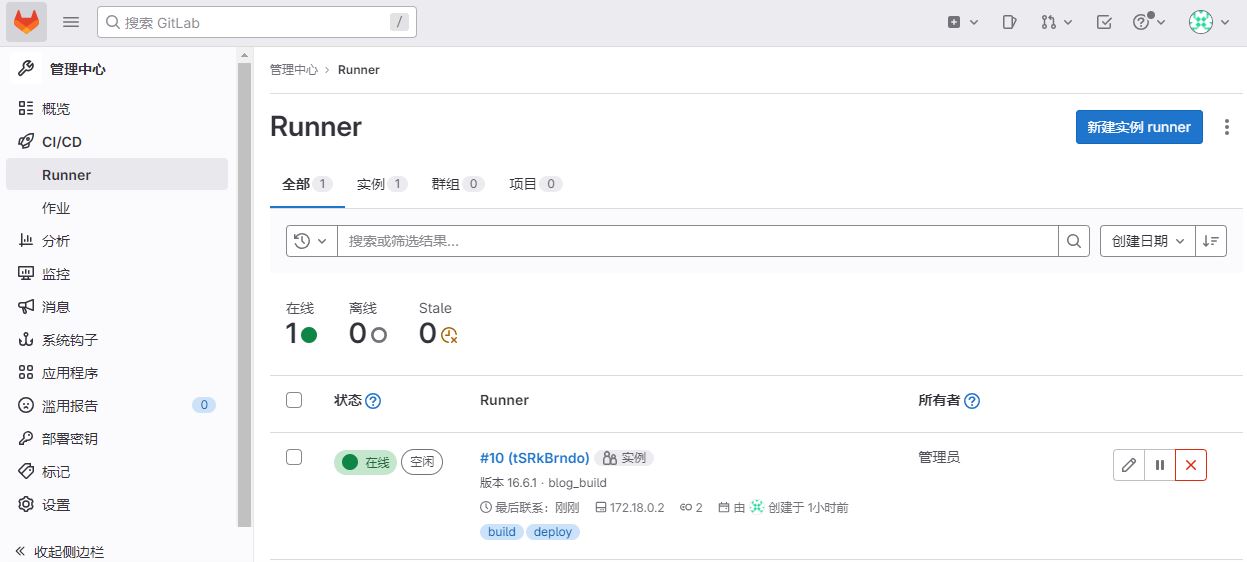 搜索 GitLab /
管理中心
概览
CI/CD
Runner
作业
分析
监控
消息
系统钩子
应用程序
滥用报告 0
部署密钥
标记
设置
收起侧边栏
管理中心 › Runner
Runner
新建实例 runner
全部 1 实例 1 群组 0 项目 0
搜索或筛选结果... 创建日期
在线 离线 Stale
1 0 0
状态 Runner 所有者
在线 空闲 #10 (tSRkBrndo) 实例 管理员
版本 16.6.1 · blog_build
最后联系：刚刚 172.18.0.2 2 由 创建于 1小时前
build deploy